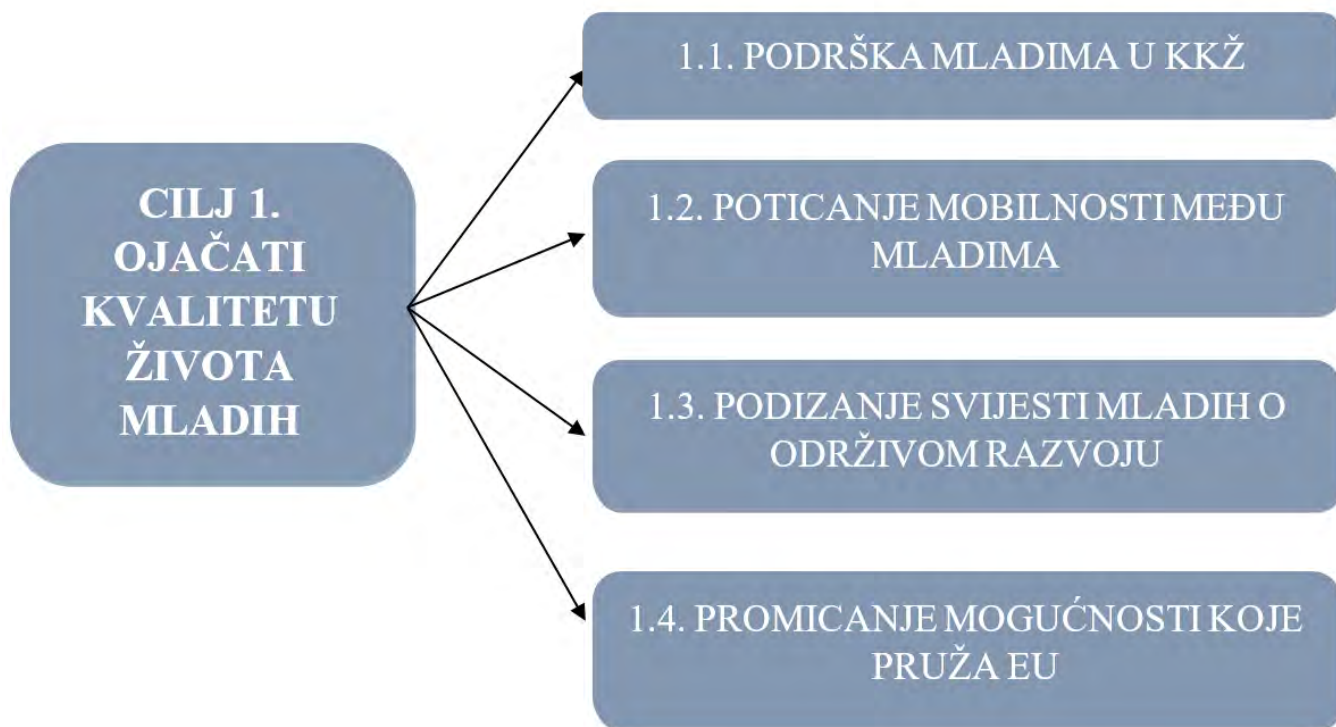 CILJ 1.
OJAČATI
KVALITETU
ŽIVOTA
MLADIH
1.1. PODRŠKA MLADIMA U KKŽ
1.2. POTICANJE MOBILNOSTI MEĐU
MLADIMA
1.3. PODIZANJE SVIJESTI MLADIH O
ODRŽIVOM RAZVOJU
1.4. PROMICANJE MOGUĆNOSTI KOJE
PRUŽA EU